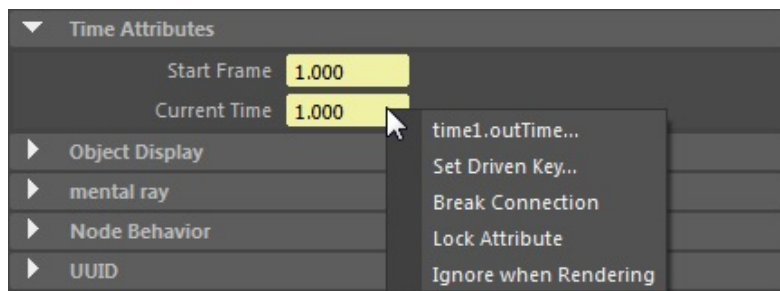 Time Attributes
Start Frame 1.000
Current Time 1.000
time1.outTime...
Object Display
Set Driven Key...
mental ray
Break Connection
Node Behavior
Lock Attribute
UUID
Ignore when Rendering